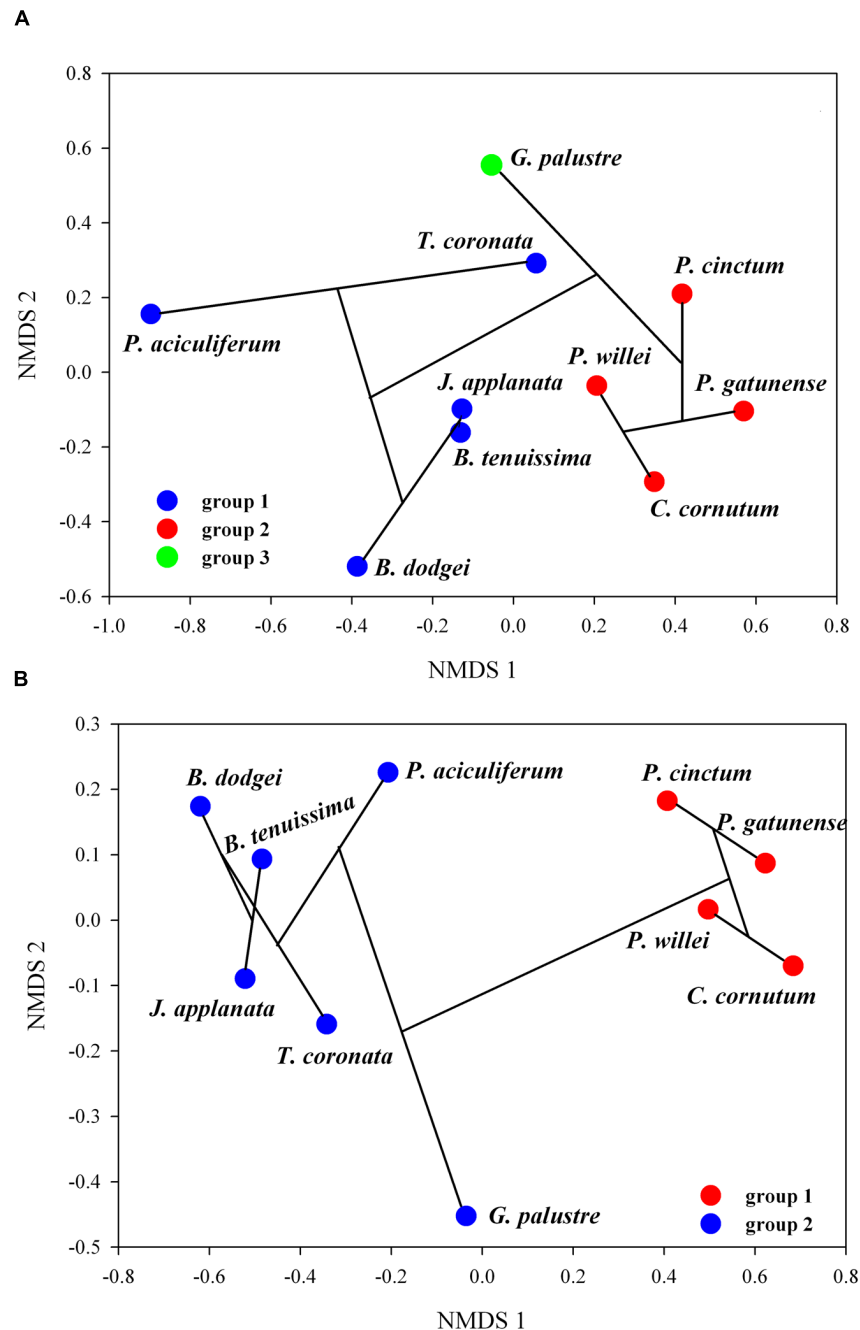 A
0.8
0.6
0.4
0.2
0.0
-0.2
-0.4
-0.6
NMDS 2
G. palustre
T. coronata
P. cinctum
P. aciculiferum
P. willei
J. applanata
P. gatunense
B. tenuissima
C. cornutum
B. dodgei
group 1
group 2
group 3
-1.0 -0.8 -0.6 -0.4 -0.2 0.0 0.2 0.4 0.6 0.8
NMDS 1
B
0.3
0.2
0.1
0.0
-0.1
-0.2
-0.3
-0.4
-0.5
NMDS 2
B. dodgei
P. aciculiferum
P. cinctum
B. tenuissima
P. gatunense
P. willei
J. applanata
C. cornutum
T. coronata
G. palustre
group 1
group 2
-0.8 -0.6 -0.4 -0.2 0.0 0.2 0.4 0.6 0.8
NMDS 1